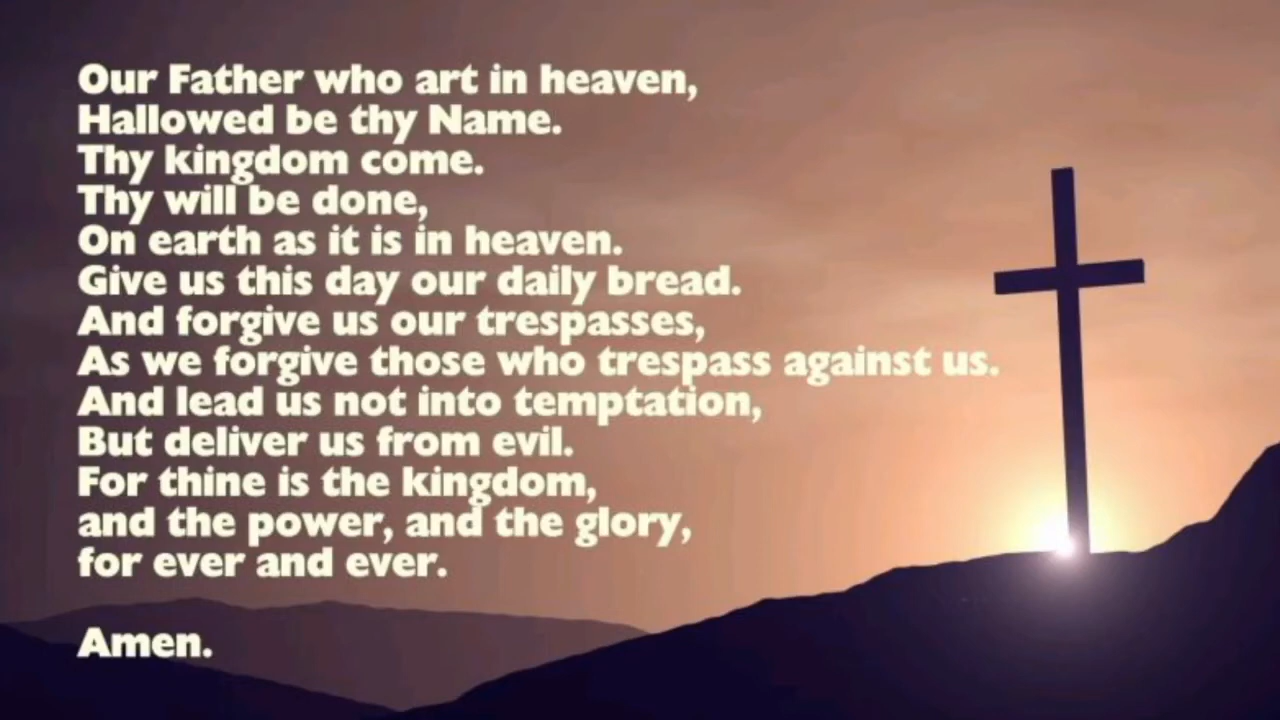 Our Father who art in heaven,
Hallowed be thy Name.
Thy kingdom come.
Thy will be done,
On earth as it is in heaven.
Give us this day our daily bread.
And forgive us our trespasses,
As we forgive those who trespass against us.
And lead us not into temptation,
But deliver us from evil.
For thine is the kingdom,
and the power, and the glory,
for ever and ever.
Amen.